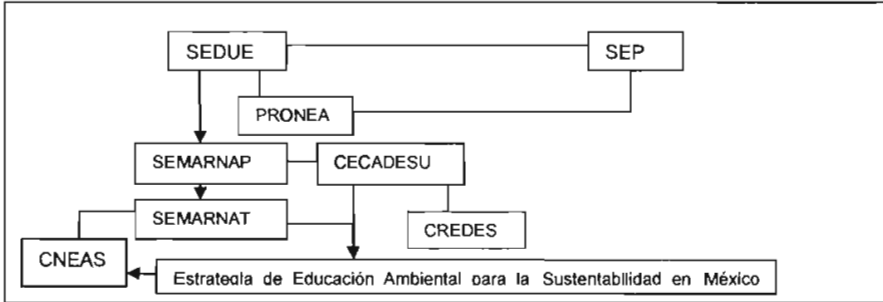 SEDUE
SEP
PRONEA
SEMARNAP
CECADESU
SEMARNAT
CREDES
CNEAS
Estrategia de Educación Ambiental para la Sustentabilidad en México